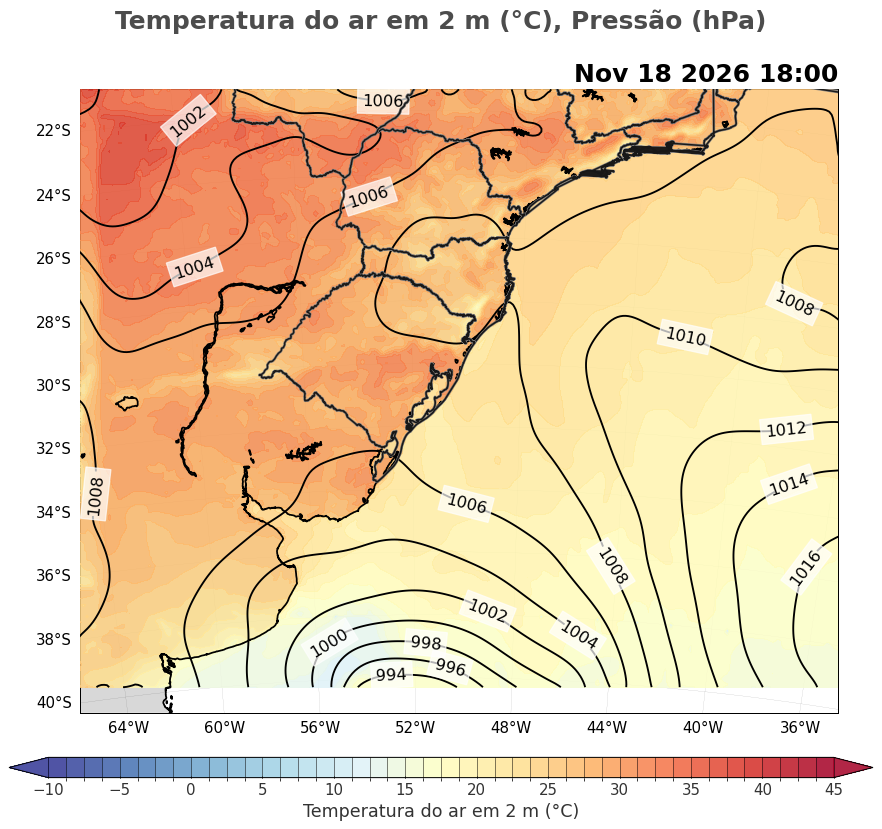 Temperatura do ar em 2 m (°C), Pressão (hPa)
Nov 18 2026 18:00
1002
1006
22°S
24°S
1006
26°S
1004
28°S
1008
1010
30°S
32°S
1012
1008
1014
34°S
1006
36°S
1008
1016
38°S
1002
1004
1000
998
996
994
40°S
64°W 60°W 56°W 52°W 48°W 44°W 40°W 36°W
−10 −5 0 5 10 15 20 25 30 35 40 45
Temperatura do ar em 2 m (°C)